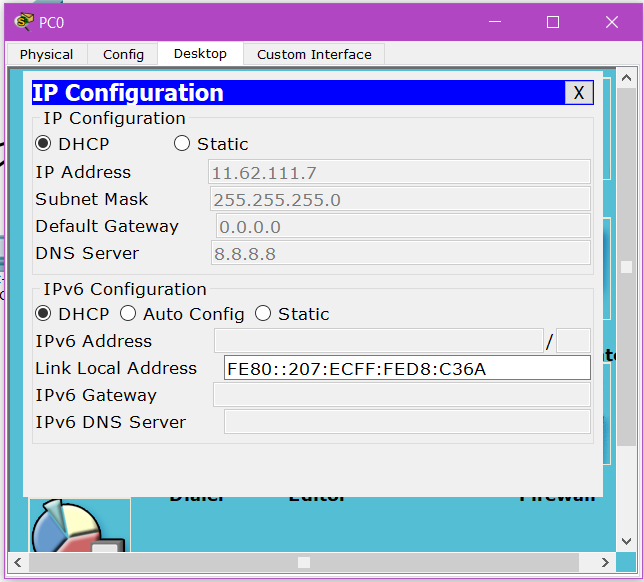 PC0
Physical Config Desktop Custom Interface
IP Configuration X
IP Configuration
DHCP Static
IP Address 11.62.111.7
Subnet Mask 255.255.255.0
Default Gateway 0.0.0.0
DNS Server 8.8.8.8
IPv6 Configuration
DHCP Auto Config Static
IPv6 Address /
Link Local Address FE80::207:ECFF:FED8:C36A
IPv6 Gateway
IPv6 DNS Server
Dialer Editor Firewall